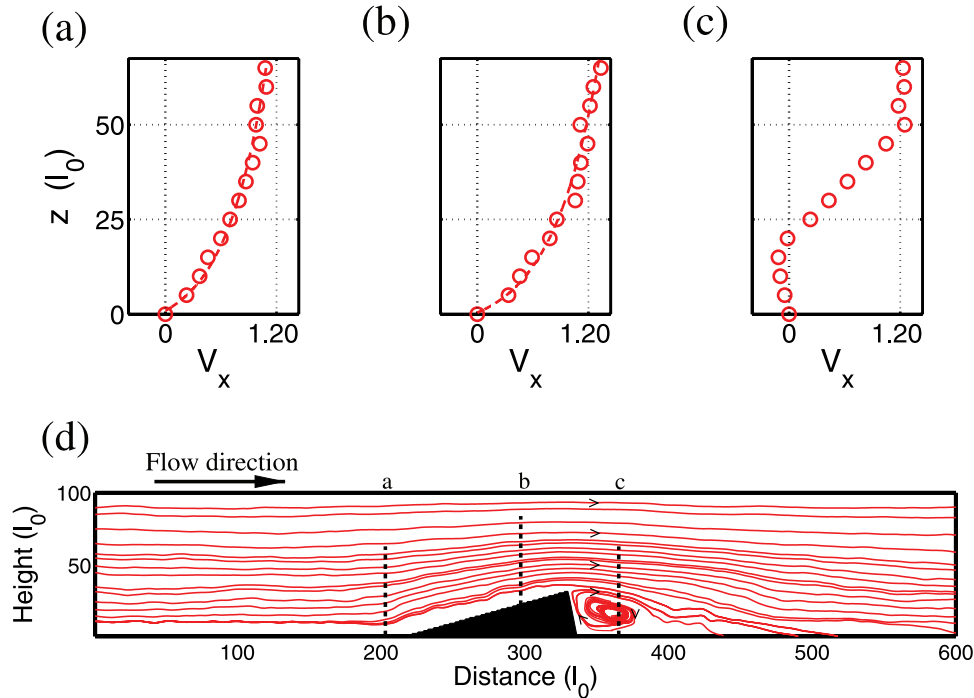 (a) (b) (c)
z (l₀)
50
25
0
0 1.20
Vₓ
0 1.20
Vₓ
0 1.20
Vₓ
(d)
Flow direction
a b c
Height (l₀)
100
50
100 200 300 400 500 600
Distance (l₀)